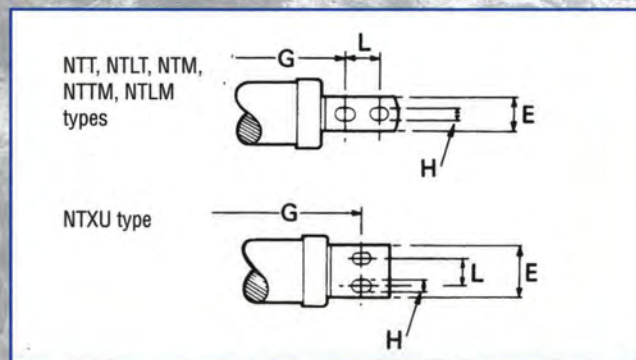 NTT, NTLT, NTM,
NTTM, NTLM
types
G
L
E
H
NTXU type
G
L
E
H